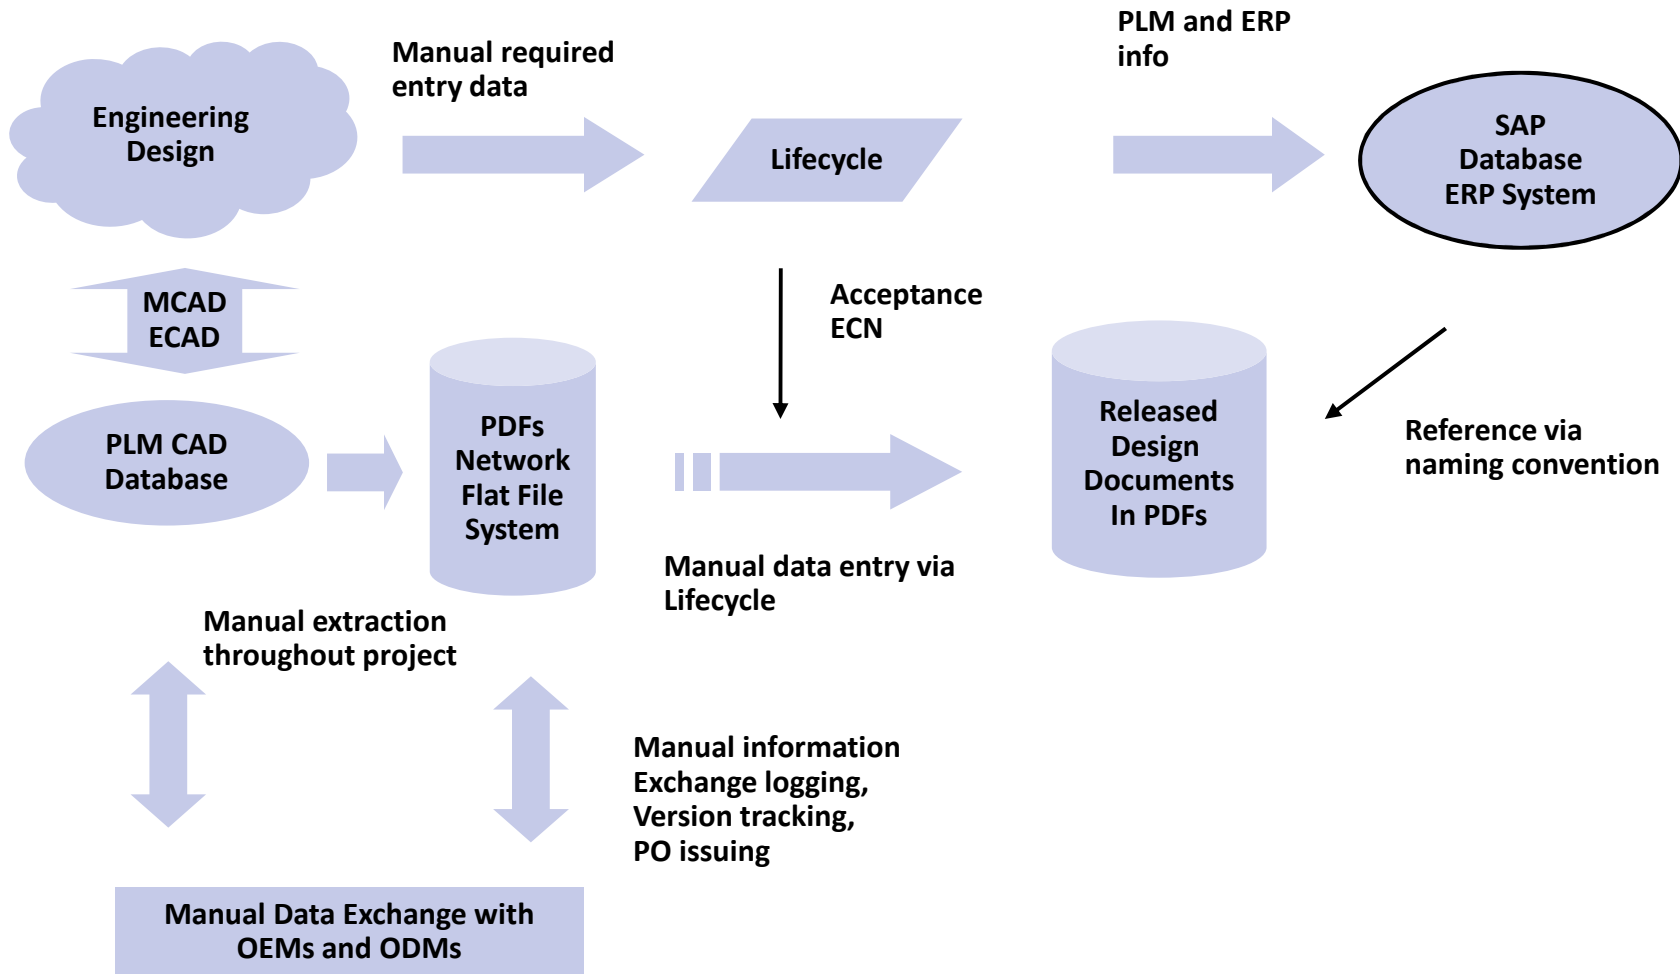 Manual required
entry data
PLM and ERP
info
Engineering
Design
Lifecycle
SAP
Database
ERP System
MCAD
ECAD
Acceptance
ECN
PLM CAD
Database
PDFs
Network
Flat File
System
Released
Design
Documents
In PDFs
Reference via
naming convention
Manual data entry via
Lifecycle
Manual extraction
throughout project
Manual information
Exchange logging,
Version tracking,
PO issuing
Manual Data Exchange with
OEMs and ODMs